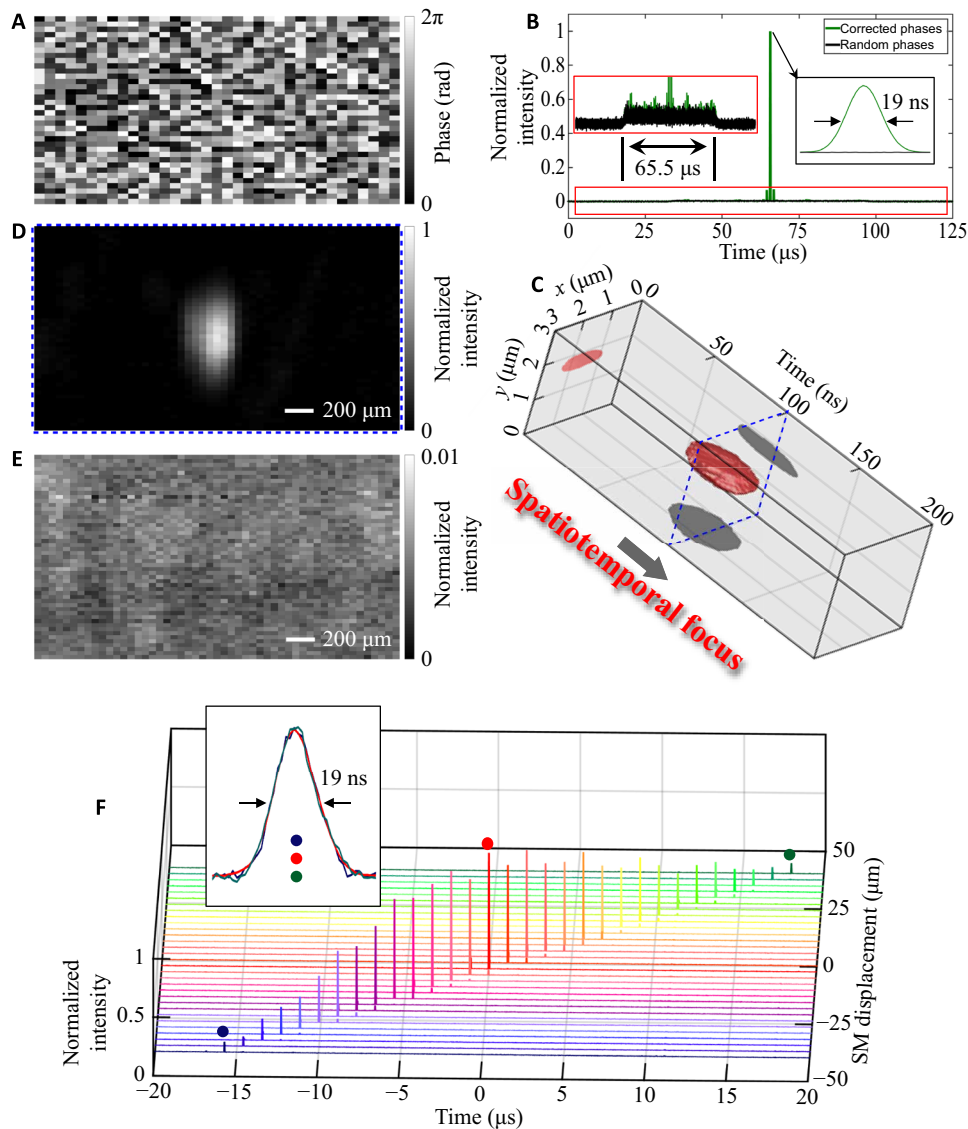 A
2π
Phase (rad)
0
B
Corrected phases
Random phases
Normalized
intensity
1
0.8
0.6
0.4
0.2
0
19 ns
65.5 μs
0
25
50
75
100
125
Time (μs)
D
1
Normalized
intensity
0
200 μm
C
x (μm)
3
2
1
0
y (μm)
3
2
1
0
Time (ns)
0
50
100
150
200
Spatiotemporal focus
E
0.01
Normalized
intensity
0
200 μm
F
19 ns
Normalized
intensity
1
0.5
0
−20
−15
−10
−5
0
5
10
15
20
Time (μs)
50
25
0
−25
−50
SM displacement (μm)